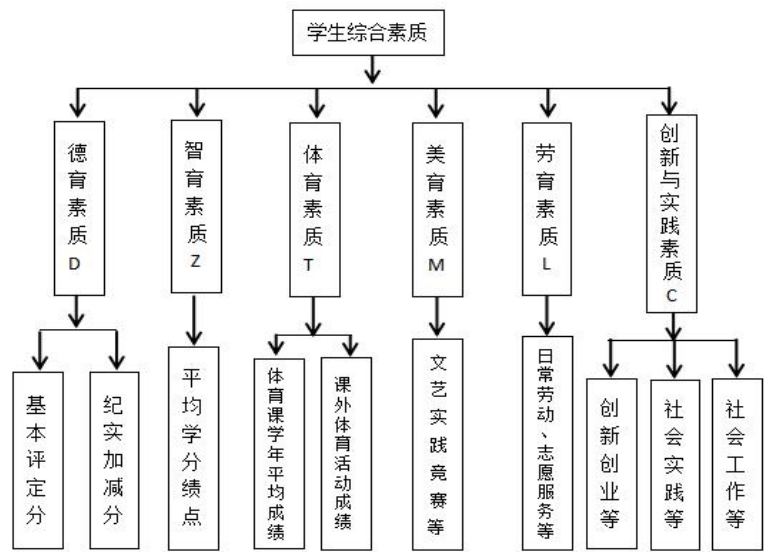 学生综合素质
德育素质D
智育素质Z
体育素质T
美育素质M
劳育素质L
创新与实践素质C
基本评定分
纪实加减分
平均学分绩点
体育课学年平均成绩
课外体育活动成绩
文艺实践竞赛等
日常劳动、志愿服务等
创新创业等
社会实践等
社会工作等